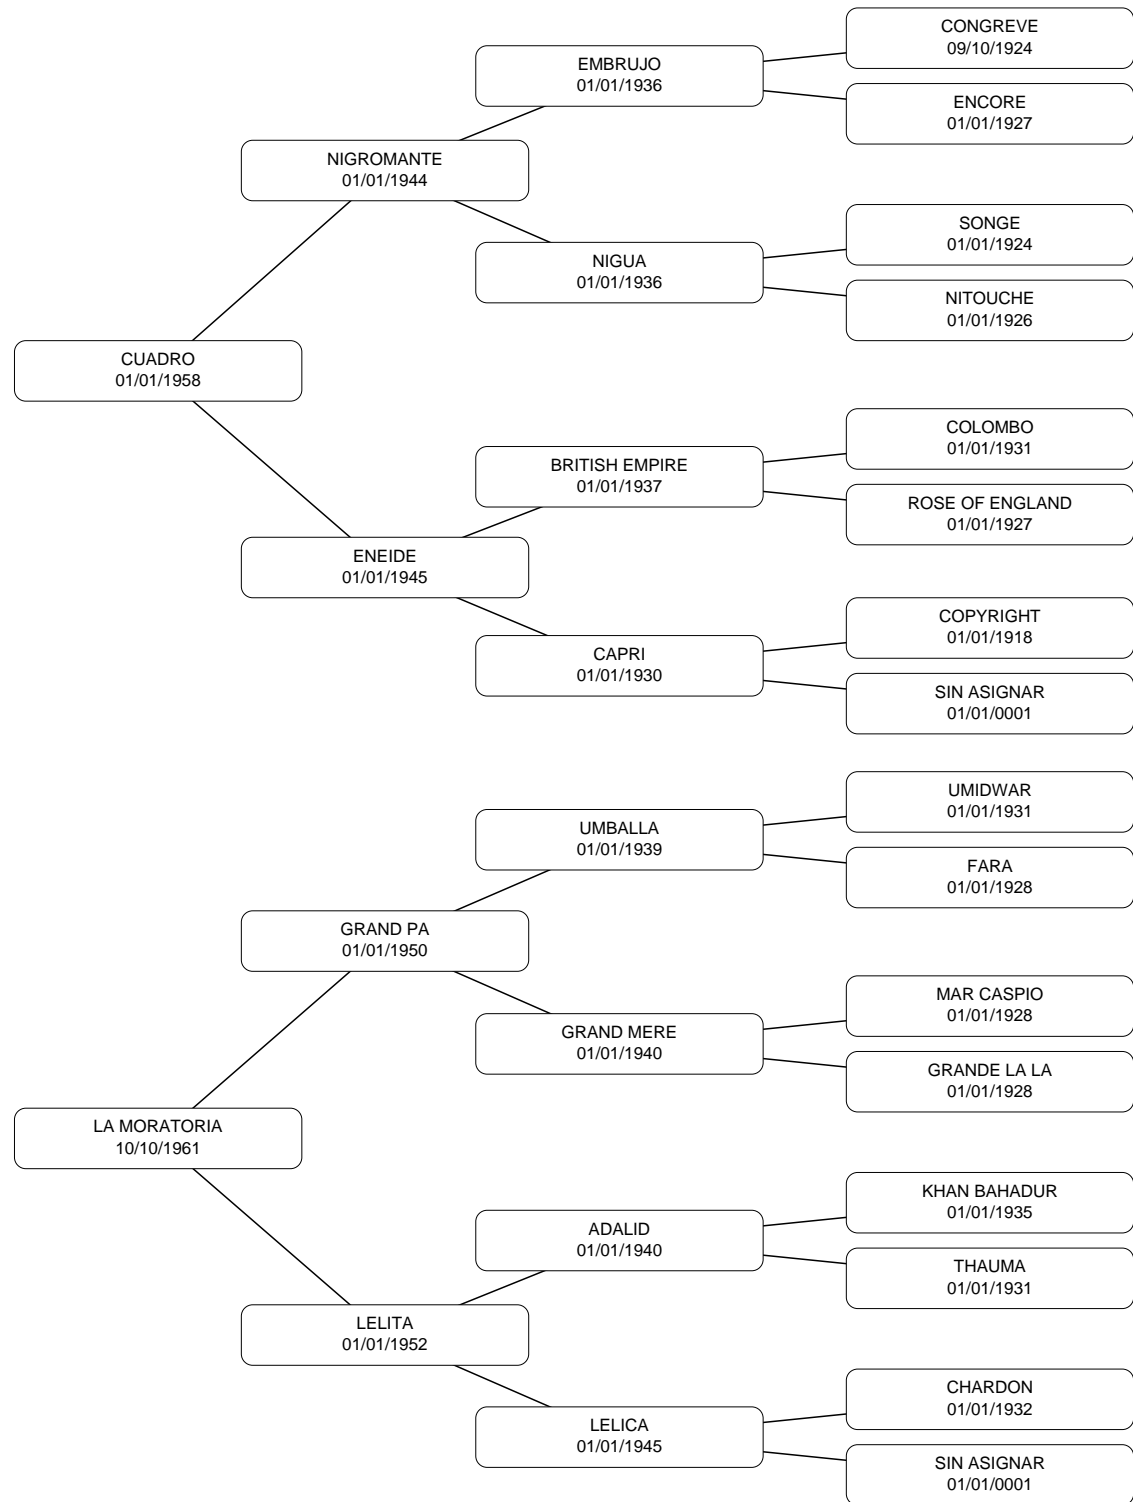 CONGREVE
09/10/1924
EMBRUJO
01/01/1936
ENCORE
01/01/1927
NIGROMANTE
01/01/1944
SONGE
01/01/1924
NIGUA
01/01/1936
NITOUCHE
01/01/1926
CUADRO
01/01/1958
COLOMBO
01/01/1931
BRITISH EMPIRE
01/01/1937
ROSE OF ENGLAND
01/01/1927
ENEIDE
01/01/1945
COPYRIGHT
01/01/1918
CAPRI
01/01/1930
SIN ASIGNAR
01/01/0001
UMIDWAR
01/01/1931
UMBALLA
01/01/1939
FARA
01/01/1928
GRAND PA
01/01/1950
MAR CASPIO
01/01/1928
GRAND MERE
01/01/1940
GRANDE LA LA
01/01/1928
LA MORATORIA
10/10/1961
KHAN BAHADUR
01/01/1935
ADALID
01/01/1940
THAUMA
01/01/1931
LELITA
01/01/1952
CHARDON
01/01/1932
LELICA
01/01/1945
SIN ASIGNAR
01/01/0001